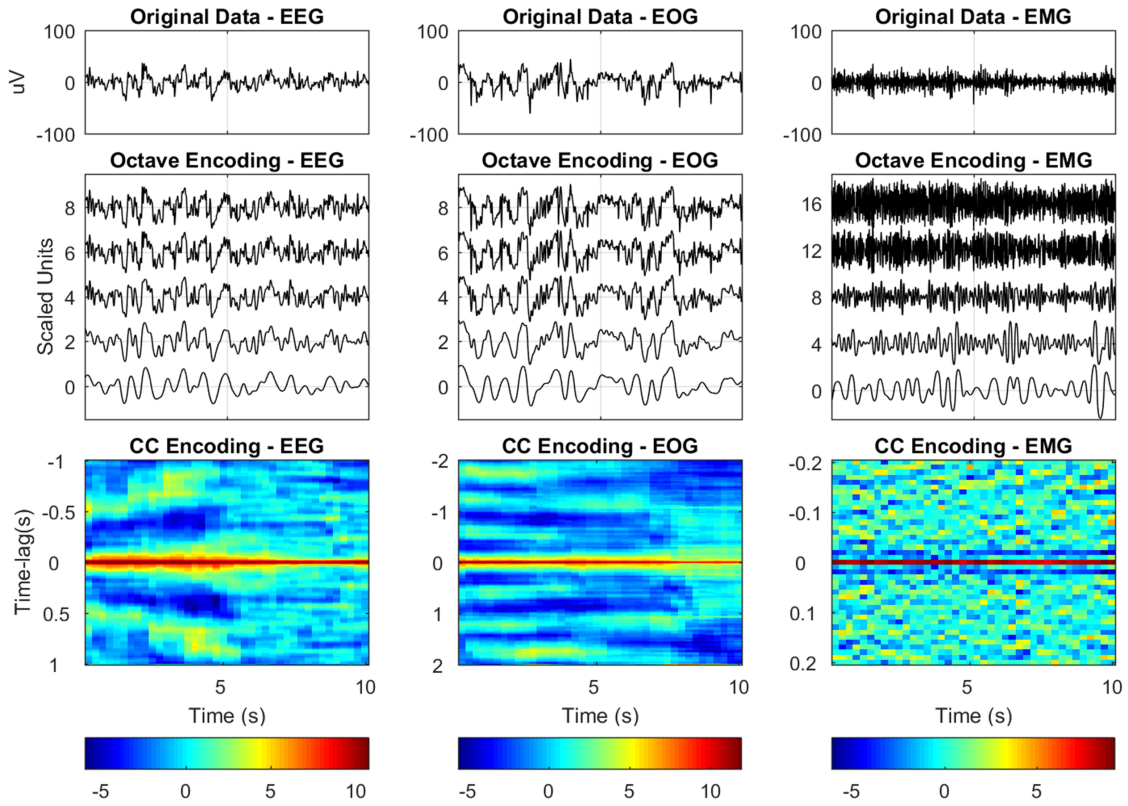 Original Data - EEG
Original Data - EOG
Original Data - EMG
uV
100
0
-100
100
0
-100
100
0
-100
Octave Encoding - EEG
Octave Encoding - EOG
Octave Encoding - EMG
Scaled Units
8
6
4
2
0
8
6
4
2
0
16
12
8
4
0
CC Encoding - EEG
CC Encoding - EOG
CC Encoding - EMG
Time-lag(s)
-1
-0.5
0
0.5
1
-2
-1
0
1
2
-0.2
-0.1
0
0.1
0.2
5 10
5 10
5 10
Time (s)
Time (s)
Time (s)
-5 0 5 10
-5 0 5 10
-5 0 5